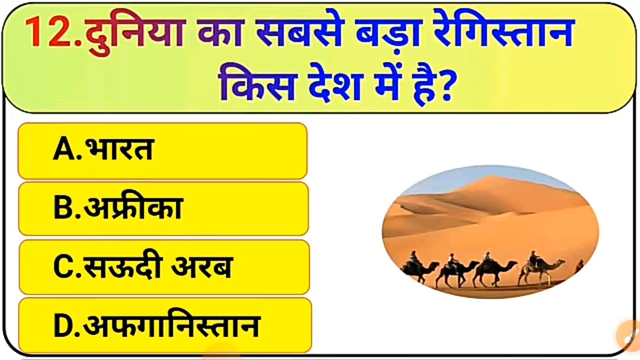 12.दुनिया का सबसे बड़ा रेगिस्तान
किस देश में है?
A.भारत
B.अफ्रीका
C.सऊदी अरब
D.अफगानिस्तान